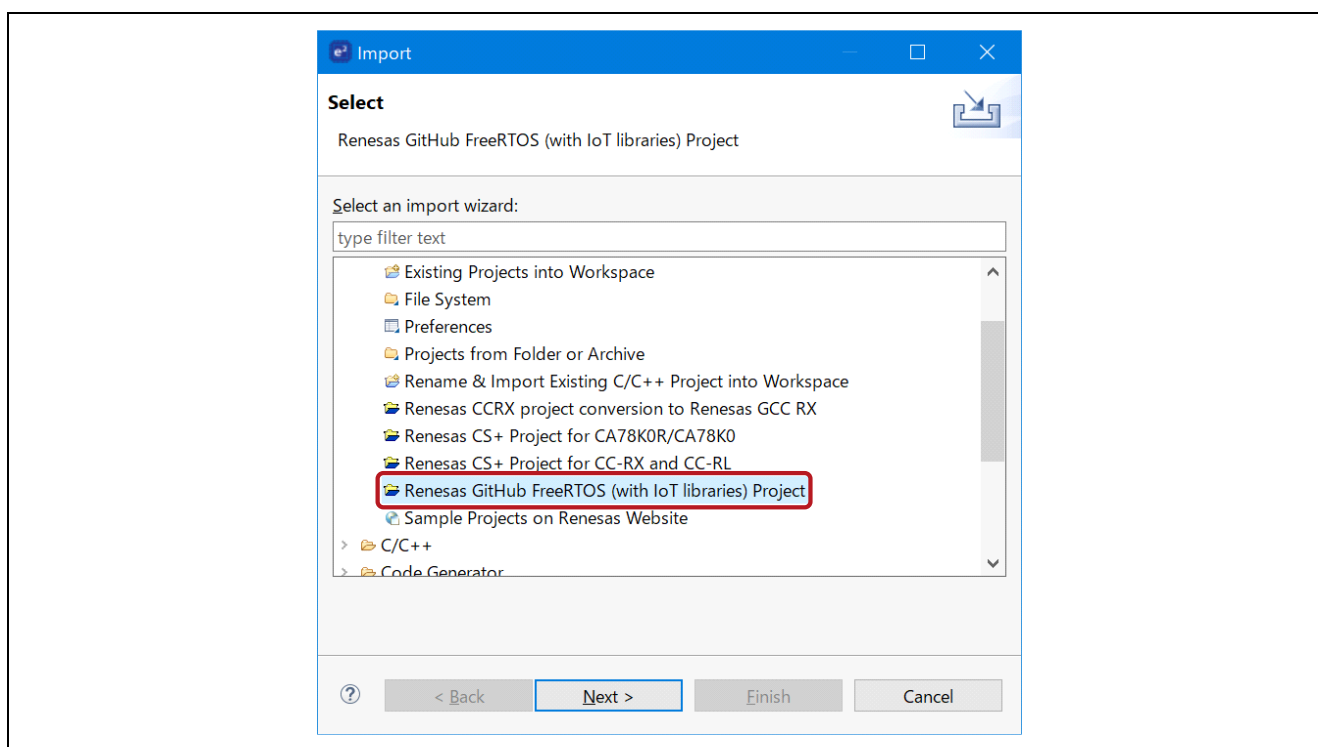 e² Import
Select
Renesas GitHub FreeRTOS (with IoT libraries) Project
Select an import wizard:
type filter text
Existing Projects into Workspace
File System
Preferences
Projects from Folder or Archive
Rename & Import Existing C/C++ Project into Workspace
Renesas CCRX project conversion to Renesas GCC RX
Renesas CS+ Project for CA78K0R/CA78K0
Renesas CS+ Project for CC-RX and CC-RL
Renesas GitHub FreeRTOS (with IoT libraries) Project
Sample Projects on Renesas Website
> C/C++
> Code Generator
? < Back Next > Finish Cancel